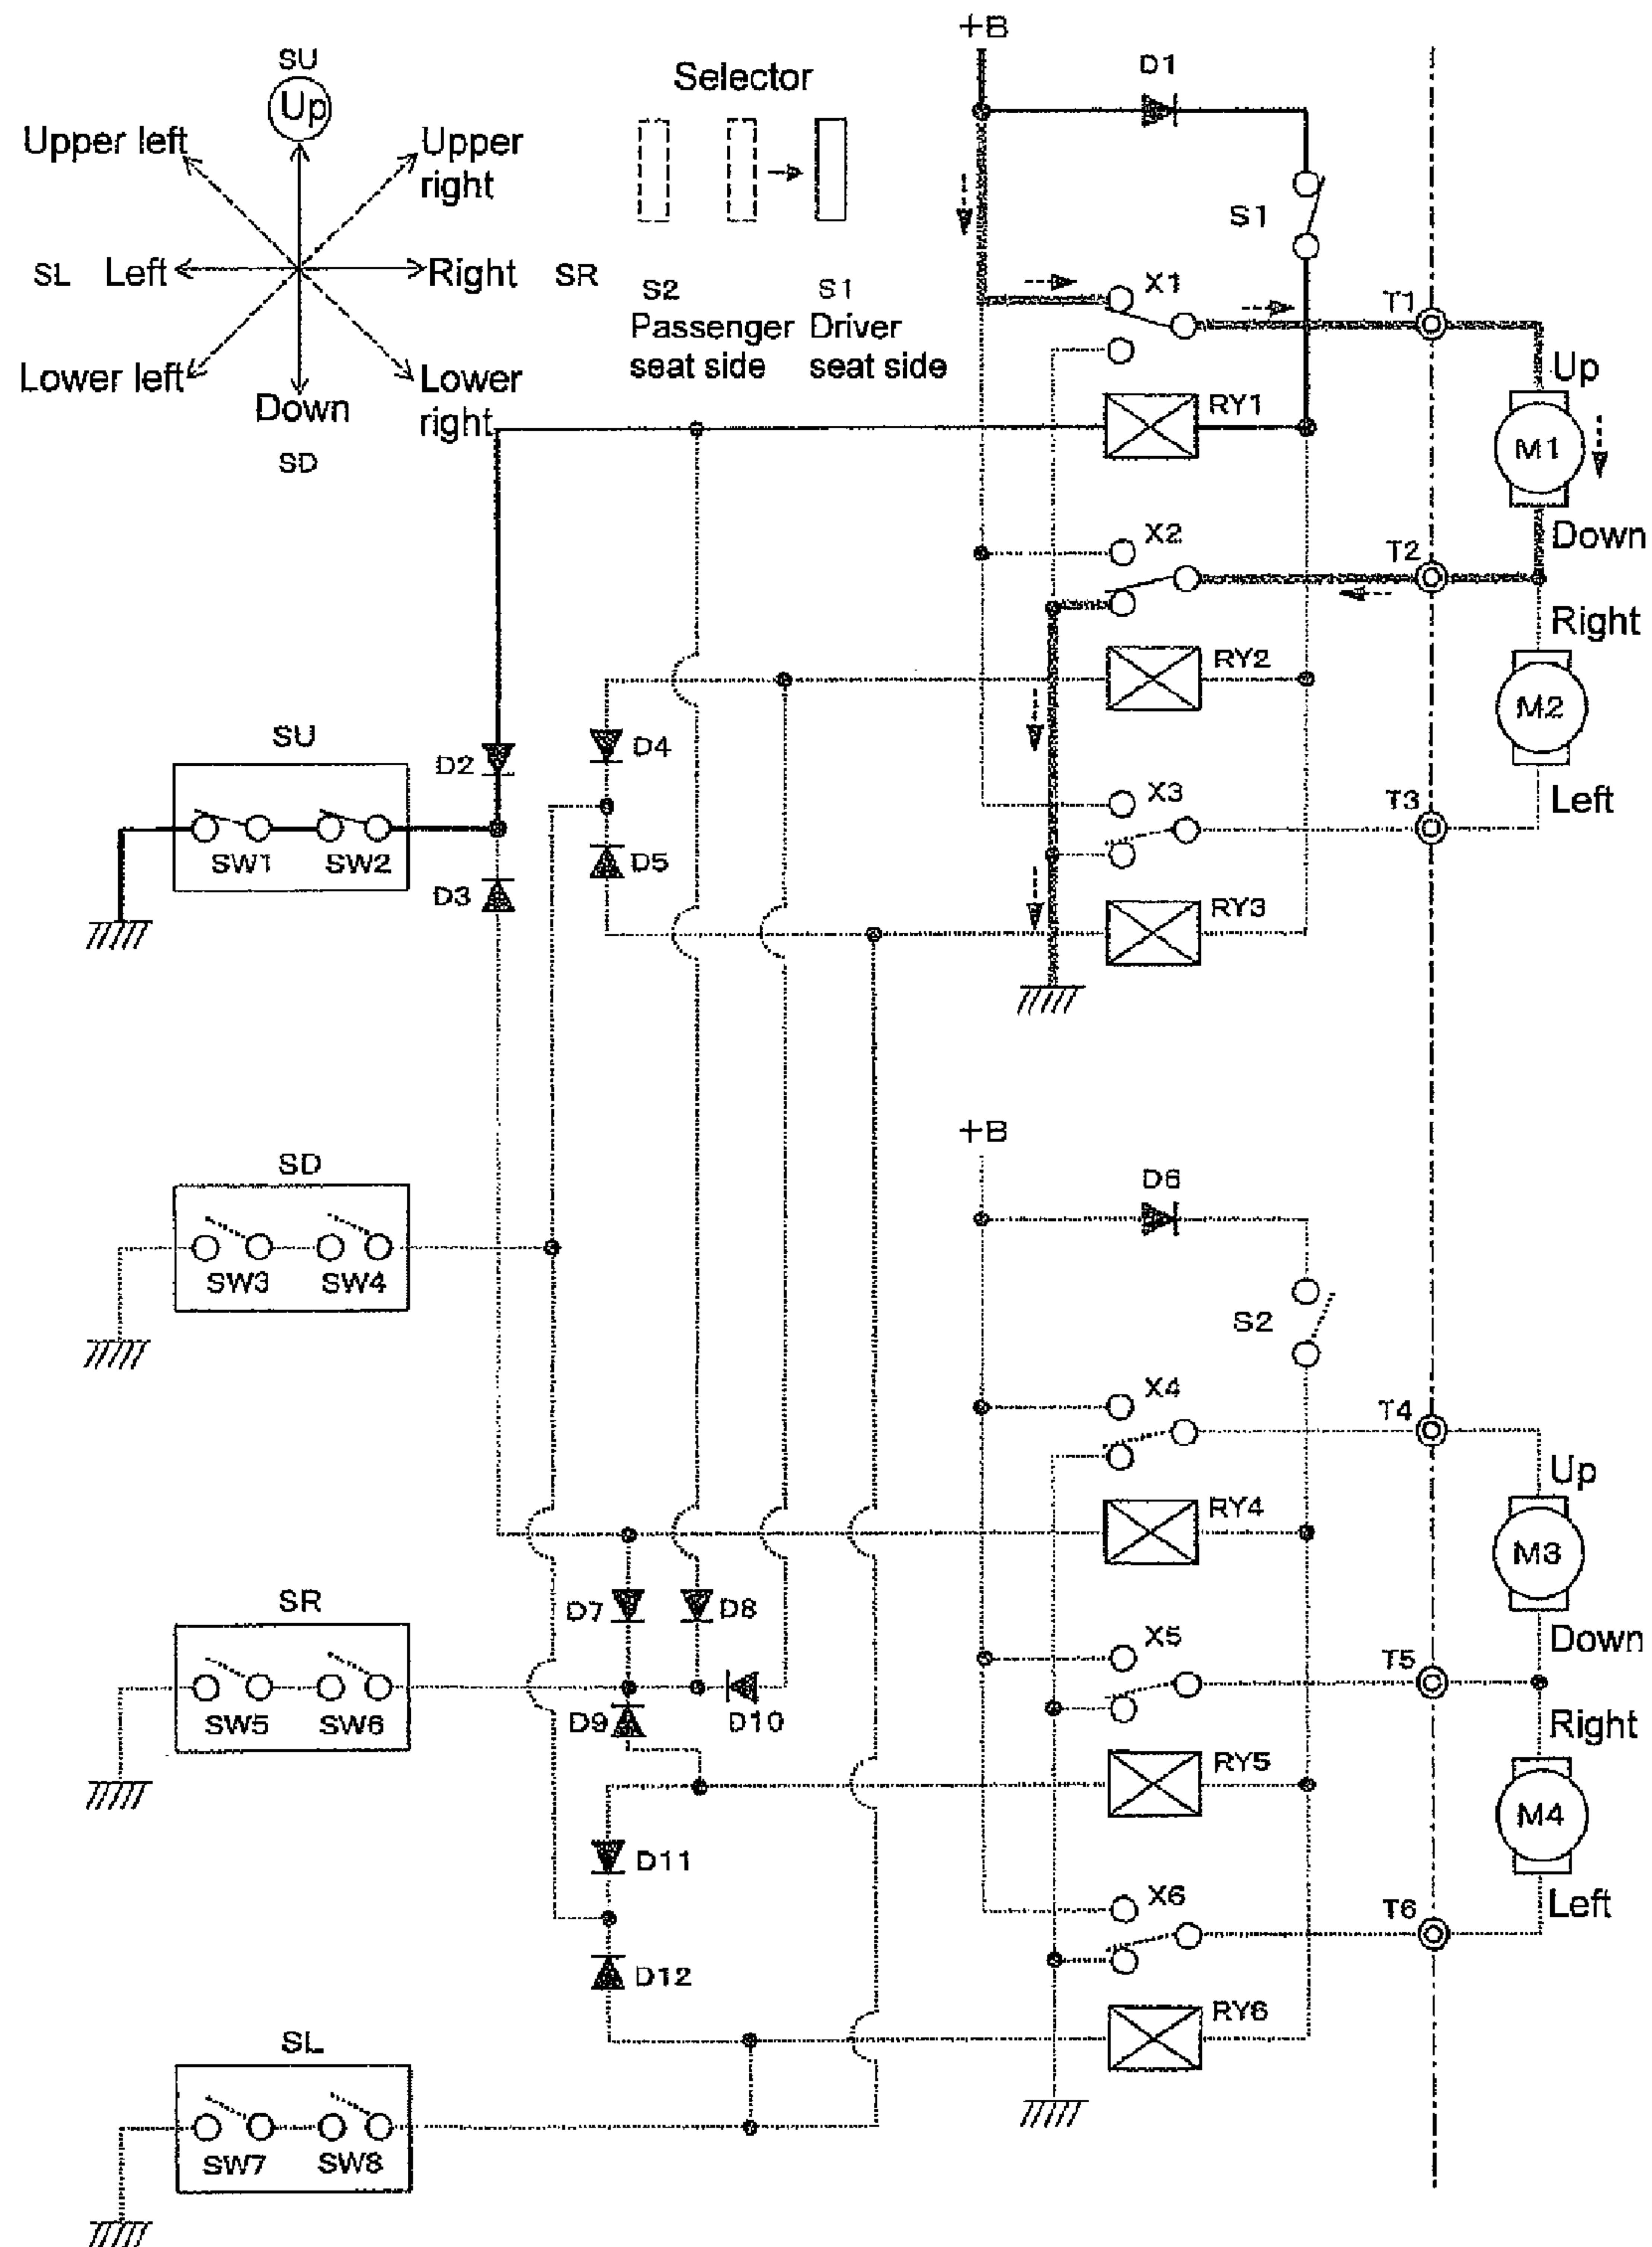 +B
SU
Up
Selector
D1
Upper left
Upper
right
S1
SL
Left
Right
SR
S2
Passenger
seat side
S1
Driver
seat side
X1
T1
Lower left
Lower
right
Down
SD
Up
RY1
M1
X2
T2
Down
Right
RY2
M2
SU
D2
D4
X3
T3
Left
SW1
SW2
D3
D5
RY3
+B
SD
D6
SW3
SW4
S2
X4
T4
Up
RY4
M3
SR
D7
D8
X5
T5
Down
SW5
SW6
D9
D10
Right
RY5
M4
D11
X6
T6
Left
D12
RY6
SL
SW7
SW8